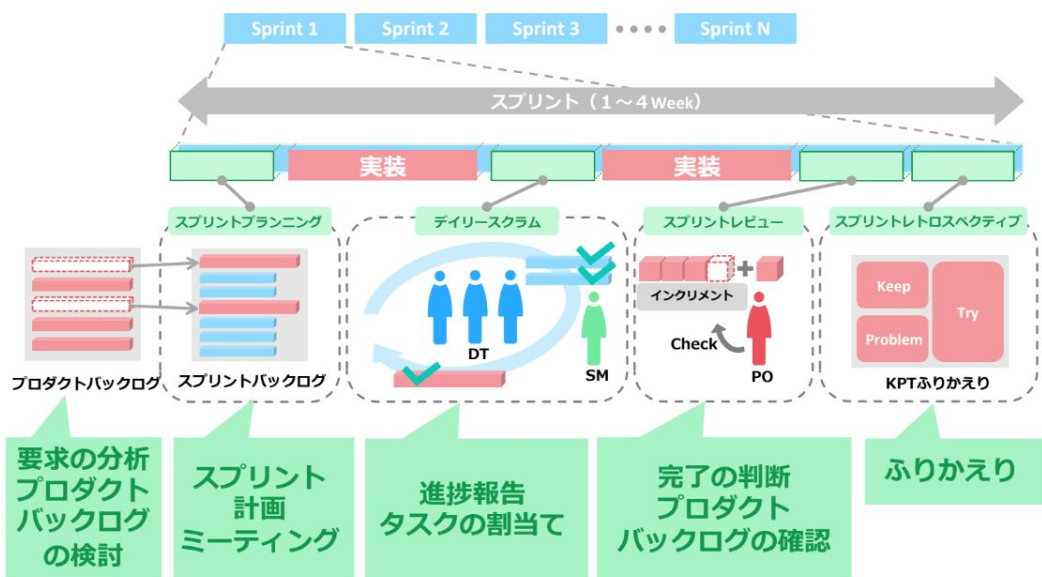 Sprint 1
Sprint 2
Sprint 3
Sprint N
スプリント（１～４Week）
実装
実装
スプリントプランニング
デイリースクラム
スプリントレビュー
スプリントレトロスペクティブ
インクリメント
Keep
Problem
Try
DT
SM
Check
PO
プロダクトバックログ
スプリントバックログ
KPTふりかえり
要求の分析
プロダクト
バックログ
の検討
スプリント
計画
ミーティング
進捗報告
タスクの割当て
完了の判断
プロダクト
バックログの確認
ふりかえり